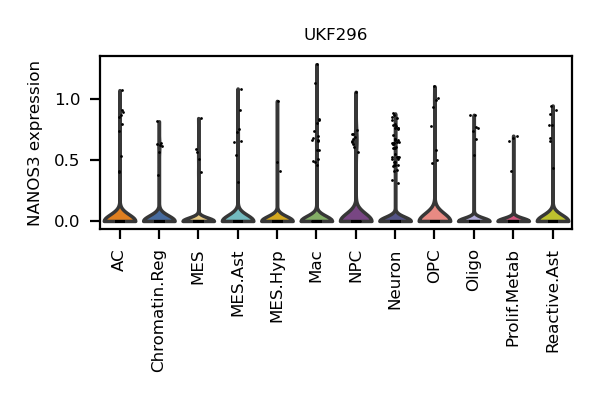 UKF296
NANOS3 expression
1.0
0.5
0.0
AC
Chromatin.Reg
MES
MES.Ast
MES.Hyp
Mac
NPC
Neuron
OPC
Oligo
Prolif.Metab
Reactive.Ast